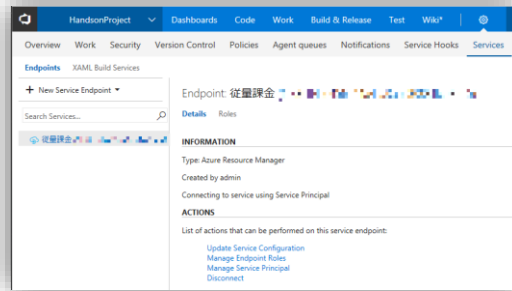 HandsonProject Dashboards Code Work Build & Release Test Wiki*
Overview Work Security Version Control Policies Agent queues Notifications Service Hooks Services
Endpoints XAML Build Services
+ New Service Endpoint
Search Services...
従量課金
Endpoint: 従量課金
Details Roles
INFORMATION
Type: Azure Resource Manager
Created by admin
Connecting to service using Service Principal
ACTIONS
List of actions that can be performed on this service endpoint:
Update Service Configuration
Manage Endpoint Roles
Manage Service Principal
Disconnect